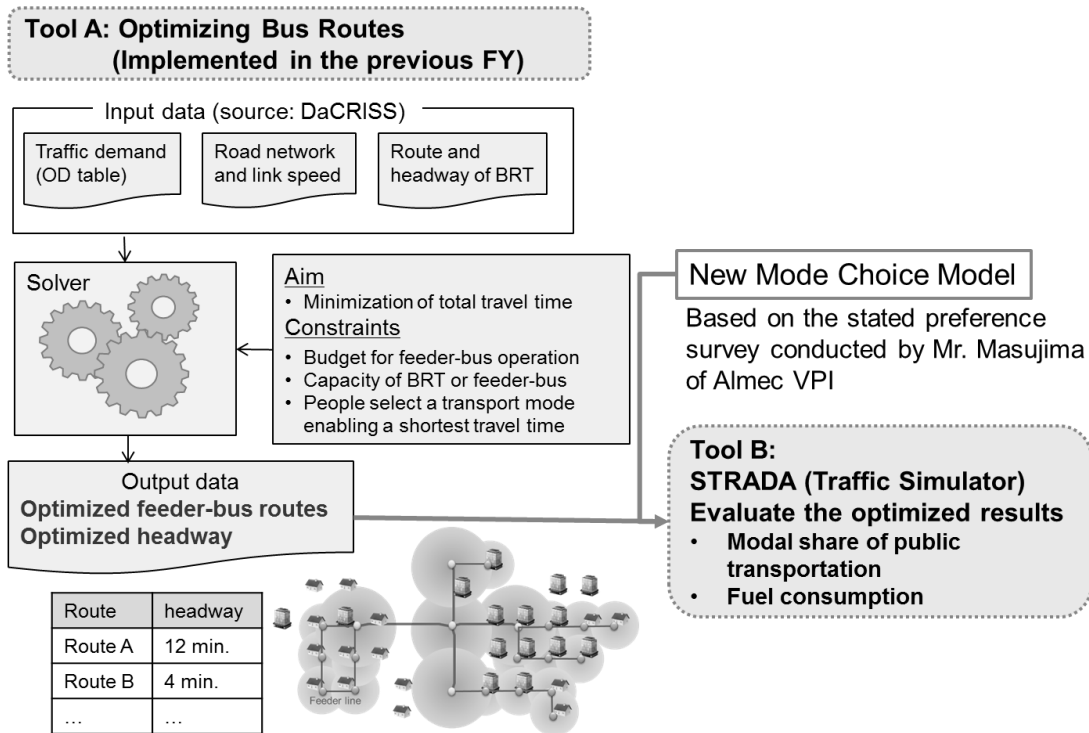 Tool A: Optimizing Bus Routes
(Implemented in the previous FY)
Input data (source: DaCRISS)
Traffic demand
(OD table)
Road network
and link speed
Route and
headway of BRT
Solver
Aim
• Minimization of total travel time
Constraints
• Budget for feeder-bus operation
• Capacity of BRT or feeder-bus
• People select a transport mode
enabling a shortest travel time
New Mode Choice Model
Based on the stated preference
survey conducted by Mr. Masujima
of Almec VPI
Output data
Optimized feeder-bus routes
Optimized headway
Tool B:
STRADA (Traffic Simulator)
Evaluate the optimized results
• Modal share of public
transportation
• Fuel consumption
Route headway
Route A 12 min.
Route B 4 min.
... ...
Feeder line